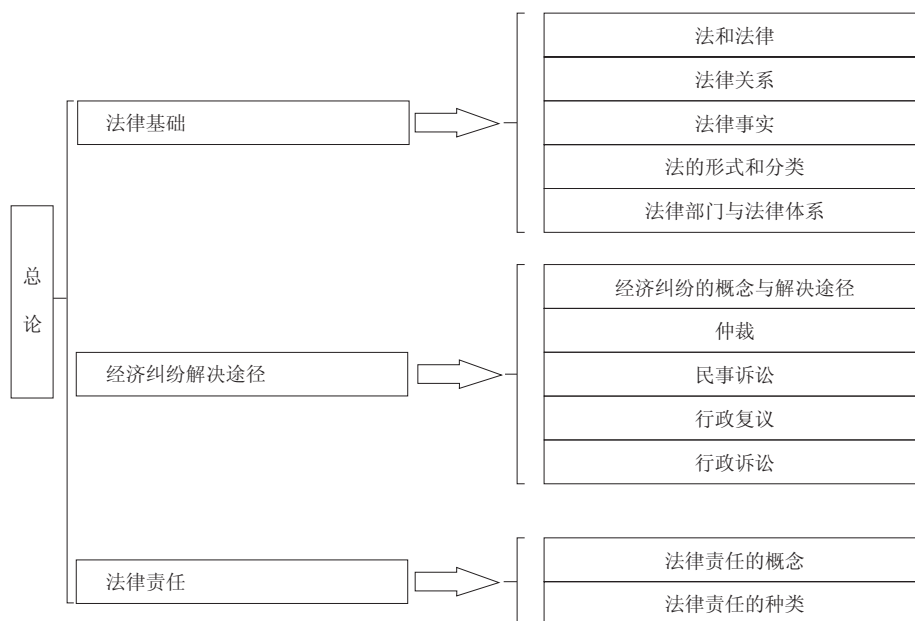 总论
法律基础
法和法律
法律关系
法律事实
法的形式和分类
法律部门与法律体系
经济纠纷解决途径
经济纠纷的概念与解决途径
仲裁
民事诉讼
行政复议
行政诉讼
法律责任
法律责任的概念
法律责任的种类